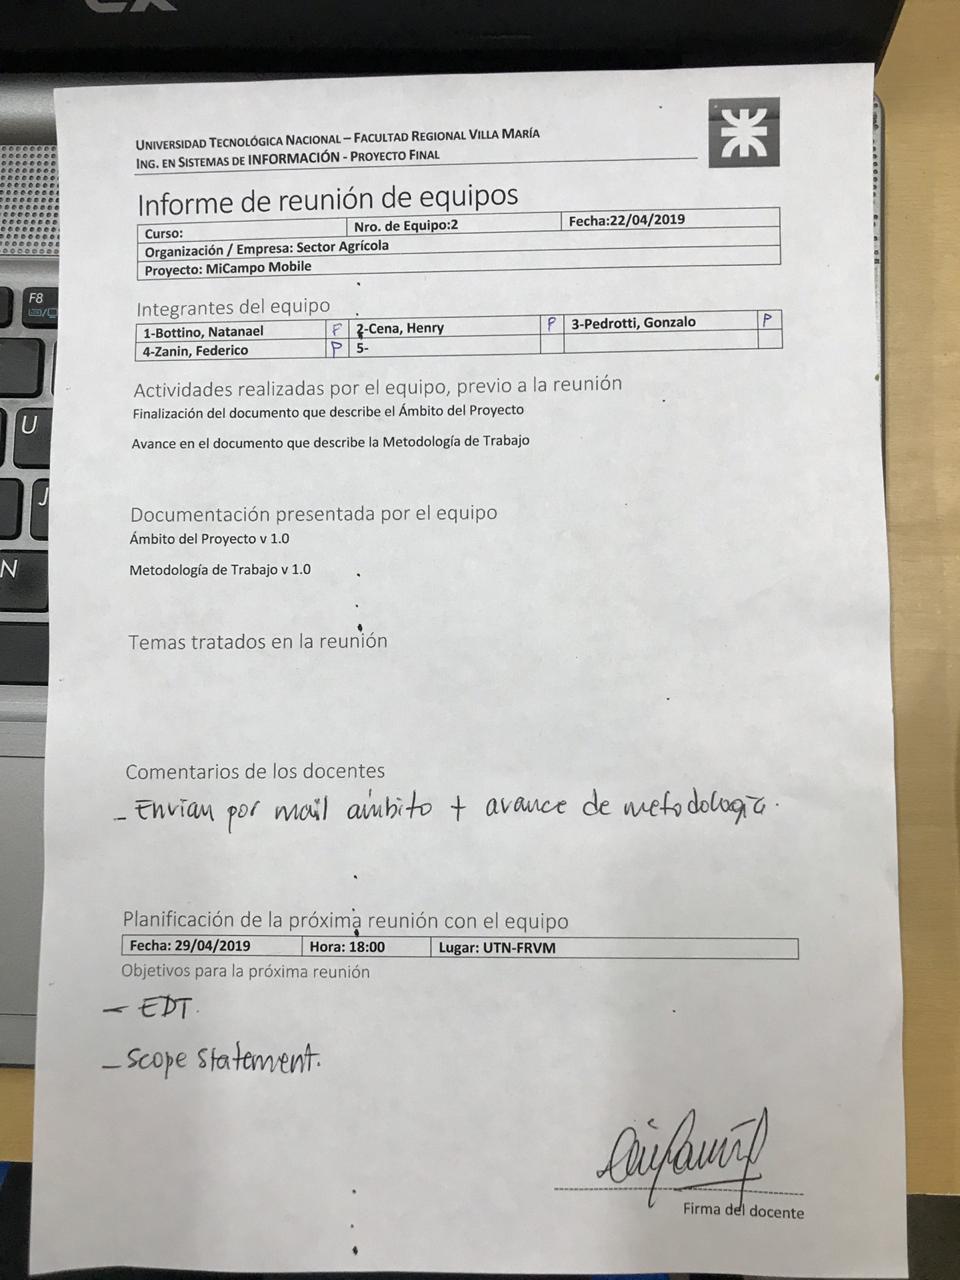 UNIVERSIDAD TECNOLÓGICA NACIONAL – FACULTAD REGIONAL VILLA MARÍA
ING. EN SISTEMAS DE INFORMACIÓN - PROYECTO FINAL
Informe de reunión de equipos
Curso: Nro. de Equipo:2 Fecha:22/04/2019
Organización / Empresa: Sector Agrícola
Proyecto: MiCampo Mobile
Integrantes del equipo
1-Bottino, Natanael P 2-Cena, Henry P 3-Pedrotti, Gonzalo P
4-Zanin, Federico P 5-
Actividades realizadas por el equipo, previo a la reunión
Finalización del documento que describe el Ámbito del Proyecto
Avance en el documento que describe la Metodología de Trabajo
Documentación presentada por el equipo
Ámbito del Proyecto v 1.0
Metodología de Trabajo v 1.0
Temas tratados en la reunión
Comentarios de los docentes
- Envian por mail ámbito + avance de metodología.
Planificación de la próxima reunión con el equipo
Fecha: 29/04/2019 Hora: 18:00 Lugar: UTN-FRVM
Objetivos para la próxima reunión
- EDT.
- Scope statement.
Firma del docente
F8
U
J
N